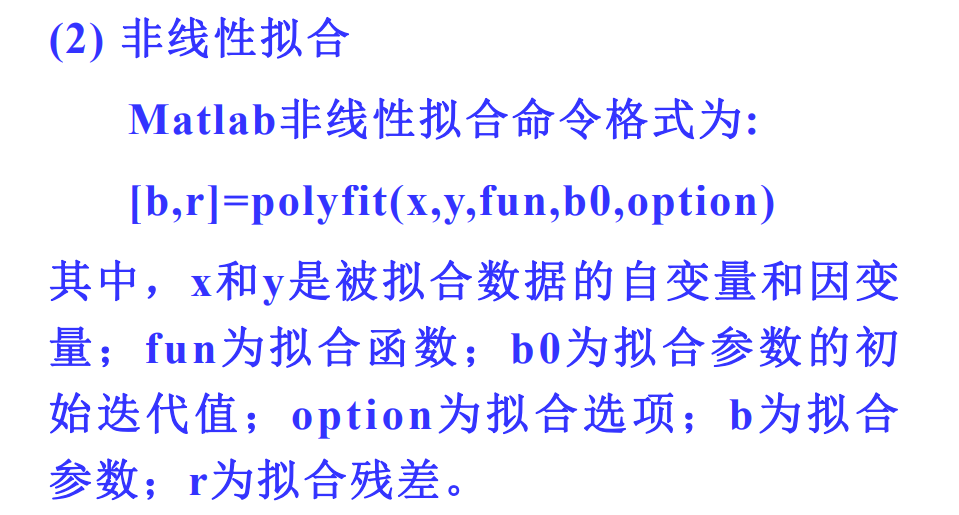 (2) 非线性拟合
Matlab非线性拟合命令格式为:
[b,r]=polyfit(x,y,fun,b0,option)
其中，x和y是被拟合数据的自变量和因变
量；fun为拟合函数；b0为拟合参数的初
始迭代值；option为拟合选项；b为拟合
参数；r为拟合残差。